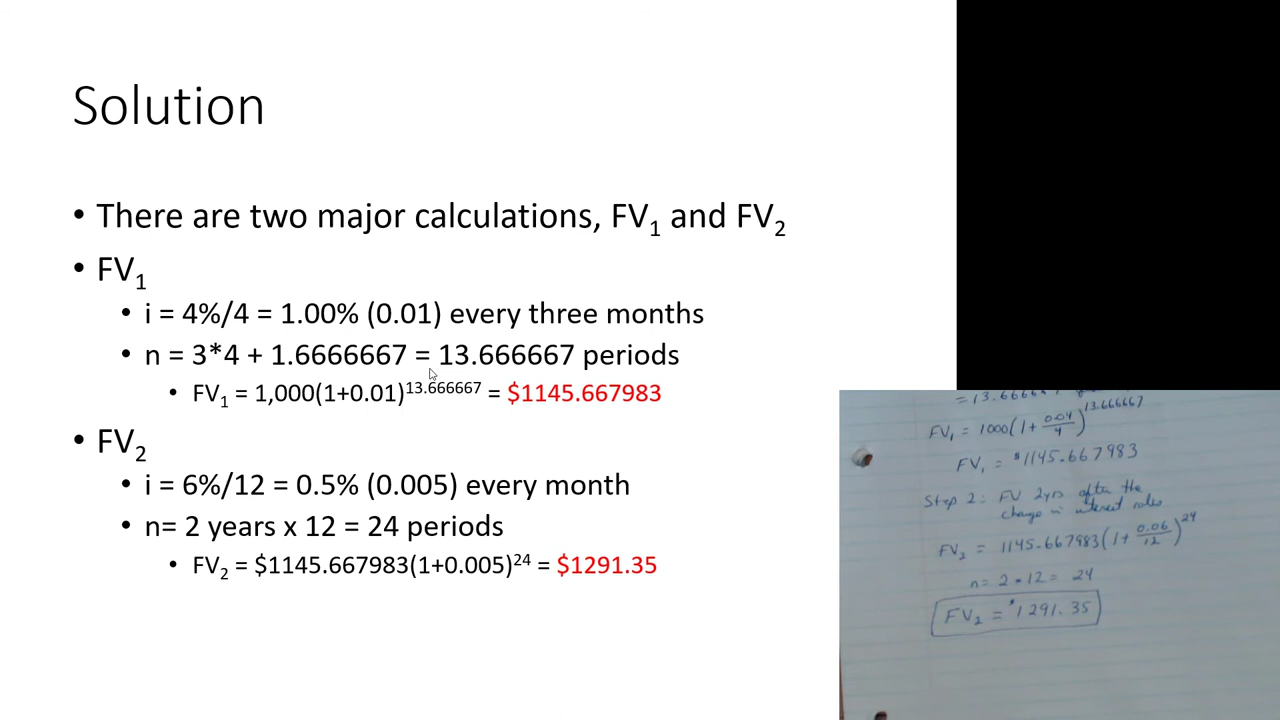 Solution
• There are two major calculations, FV₁ and FV₂
• FV₁
• i = 4%/4 = 1.00% (0.01) every three months
• n = 3*4 + 1.6666667 = 13.666667 periods
• FV₁ = 1,000(1+0.01)^13.666667 = $1145.667983
• FV₂
• i = 6%/12 = 0.5% (0.005) every month
• n= 2 years x 12 = 24 periods
• FV₂ = $1145.667983(1+0.005)^24 = $1291.35
FV₁ = 1000(1+ 0.04/4)^13.666667
FV₁ = $1145.667983
Step 2: FV 2yrs after the
change in interest rates
FV₂ = 1145.667983(1+ 0.06/12)^24
n= 2*12= 24
FV₂ = $1291.35